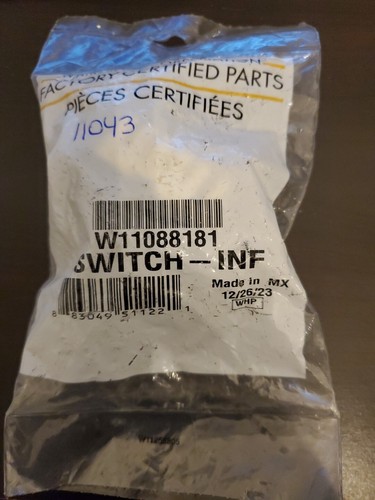 FACTORY CERTIFIED PARTS
PIÈCES CERTIFIÉES
11043
W11088181
SWITCH-INF
Made in MX
12/26/23
WHP
8 83049 51122 1